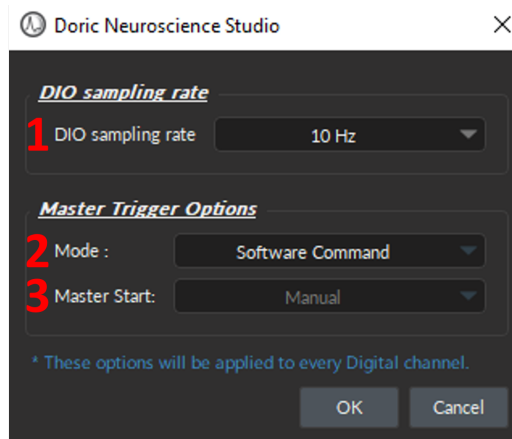 Doric Neuroscience Studio
DIO sampling rate
1 DIO sampling rate 10 Hz
Master Trigger Options
2 Mode : Software Command
3 Master Start: Manual
* These options will be applied to every Digital channel.
OK Cancel